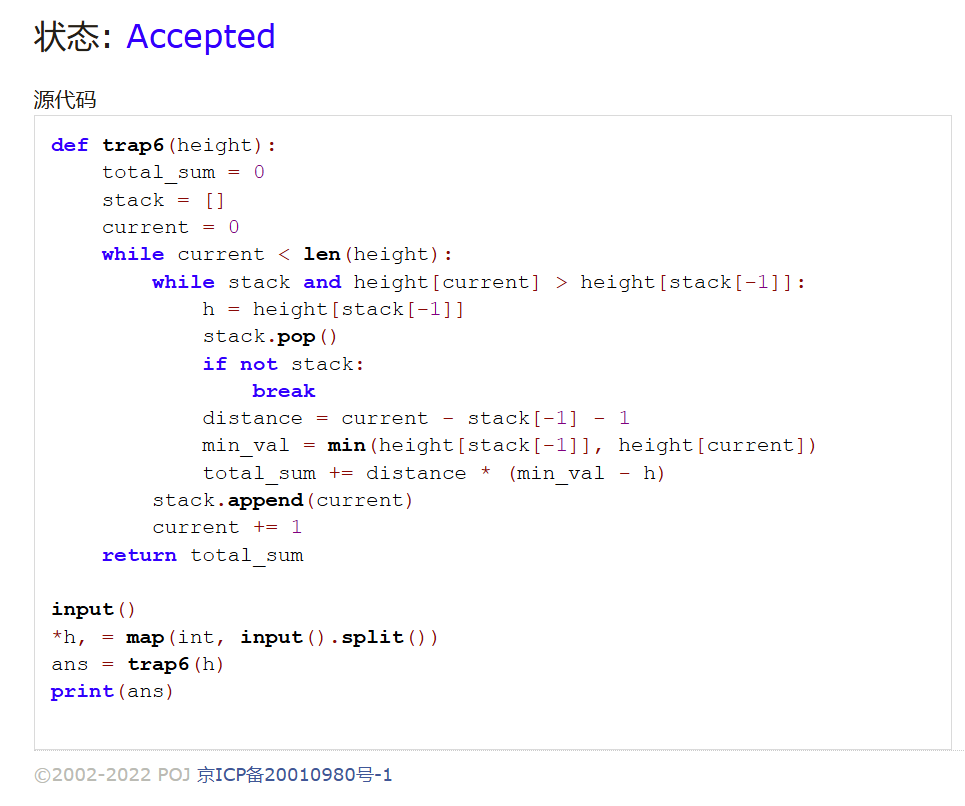 状态: Accepted
源代码
def trap6(height):
    total_sum = 0
    stack = []
    current = 0
    while current < len(height):
        while stack and height[current] > height[stack[-1]]:
            h = height[stack[-1]]
            stack.pop()
            if not stack:
                break
            distance = current - stack[-1] - 1
            min_val = min(height[stack[-1]], height[current])
            total_sum += distance * (min_val - h)
        stack.append(current)
        current += 1
    return total_sum

input()
*h, = map(int, input().split())
ans = trap6(h)
print(ans)
©2002-2022 POJ 京ICP备20010980号-1